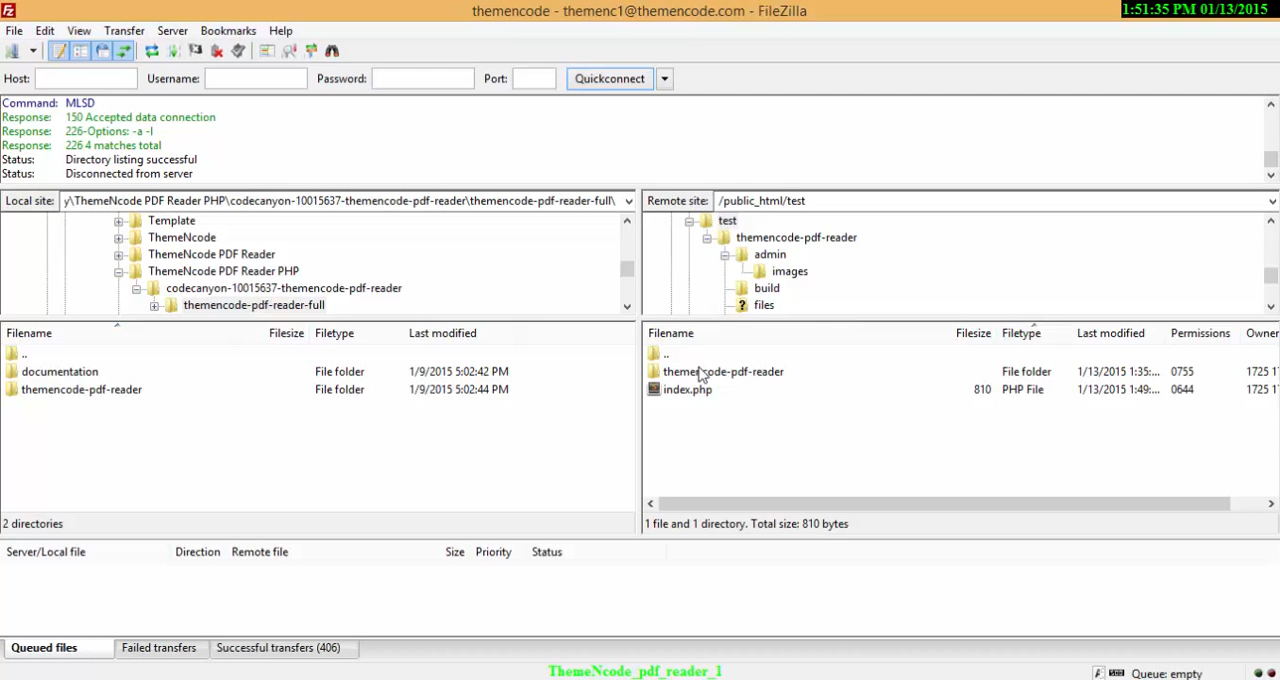 themencode - themenc1@themencode.com - FileZilla
1:51:35 PM 01/13/2015
File Edit View Transfer Server Bookmarks Help
Host: Username: Password: Port: Quickconnect
Command: MLSD
Response: 150 Accepted data connection
Response: 226-Options: -a -l
Response: 226 4 matches total
Status: Directory listing successful
Status: Disconnected from server
Local site: y\ThemeNcode PDF Reader PHP\codecanyon-10015637-themencode-pdf-reader\themencode-pdf-reader-full\
Template
ThemeNcode
ThemeNcode PDF Reader
ThemeNcode PDF Reader PHP
codecanyon-10015637-themencode-pdf-reader
themencode-pdf-reader-full
Remote site: /public_html/test
test
themencode-pdf-reader
admin
images
build
files
Filename Filesize Filetype Last modified
..
documentation File folder 1/9/2015 5:02:42 PM
themencode-pdf-reader File folder 1/9/2015 5:02:44 PM
2 directories
Filename Filesize Filetype Last modified Permissions Owner
..
themencode-pdf-reader File folder 1/13/2015 1:35:... 0755 1725 1
index.php 810 PHP File 1/13/2015 1:49:... 0644 1725 1
1 file and 1 directory. Total size: 810 bytes
Server/Local file Direction Remote file Size Priority Status
Queued files Failed transfers Successful transfers (406)
ThemeNcode_pdf_reader_1
Queue: empty